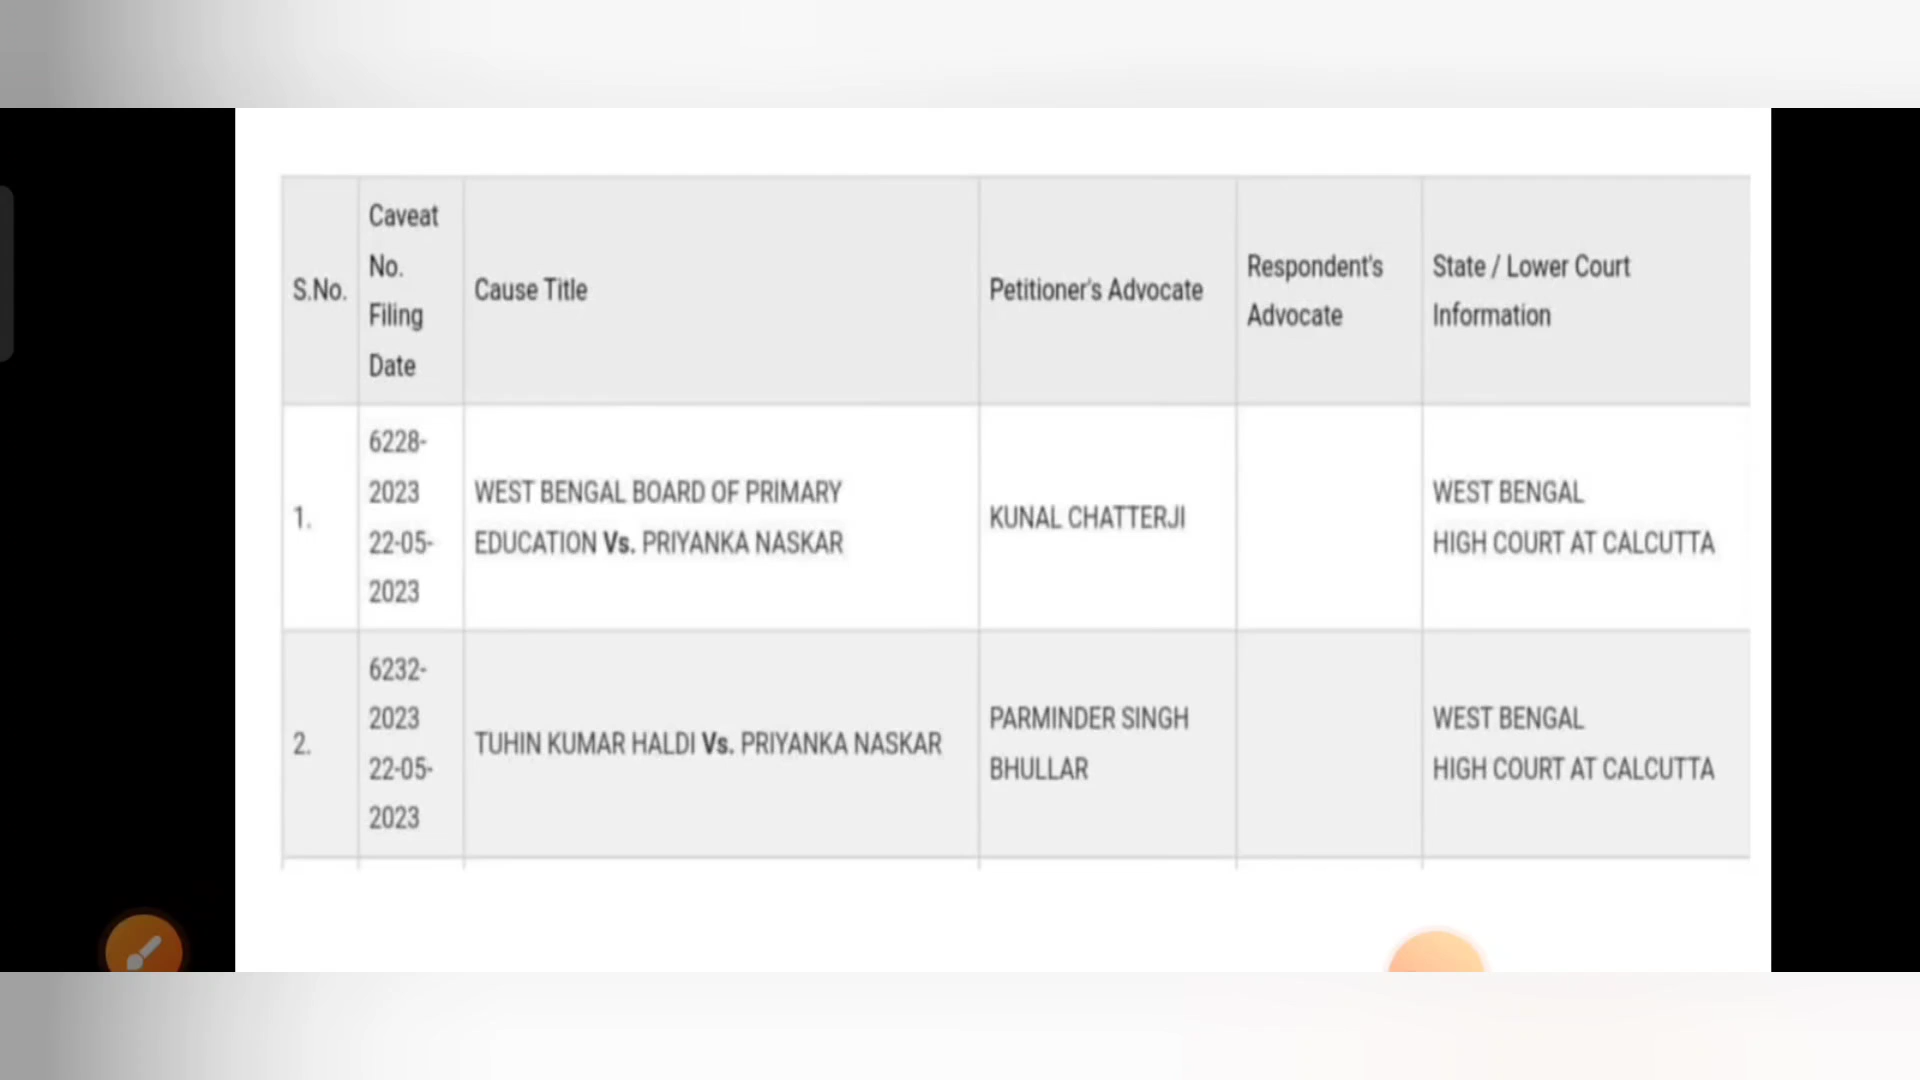 S.No.
Caveat
No.
Filing
Date
Cause Title
Petitioner's Advocate
Respondent's
Advocate
State / Lower Court
Information
1.
6228-
2023
22-05-
2023
WEST BENGAL BOARD OF PRIMARY
EDUCATION Vs. PRIYANKA NASKAR
KUNAL CHATTERJI
WEST BENGAL
HIGH COURT AT CALCUTTA
2.
6232-
2023
22-05-
2023
TUHIN KUMAR HALDI Vs. PRIYANKA NASKAR
PARMINDER SINGH
BHULLAR
WEST BENGAL
HIGH COURT AT CALCUTTA